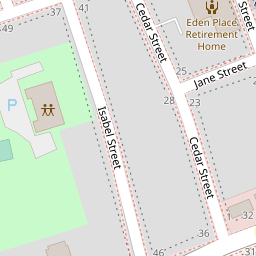 49
37
Cedar Street
Eden Place
Retirement
Home
25
Jane Street
28
23
P
Isabel Street
Cedar Street
1
32
36
46